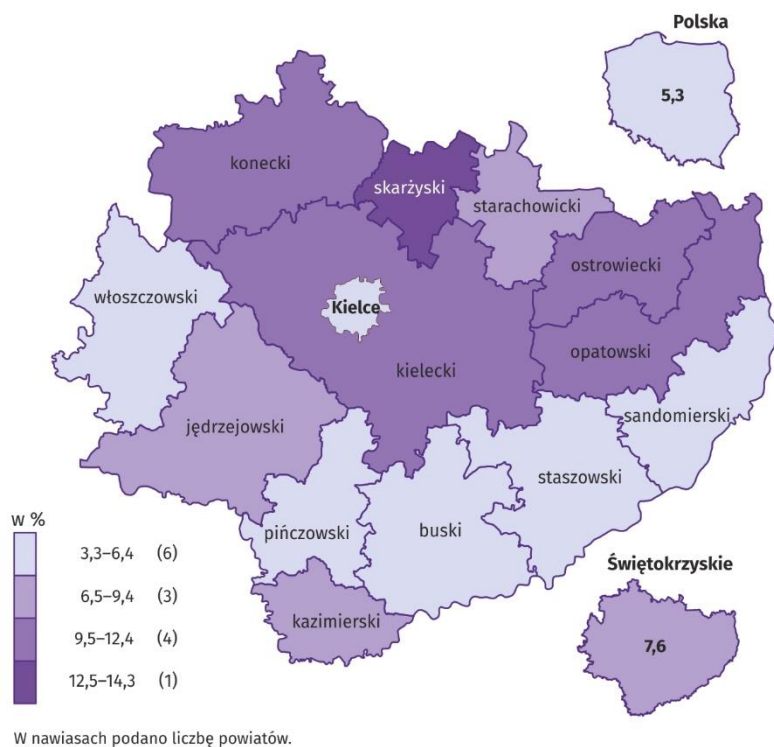 Polska
5,3
konecki
skarżyski
starachowicki
ostrowiecki
włoszczowski
Kielce
opatowski
kielecki
sandomierski
jędrzejowski
staszowski
pińczowski
buski
kazimierski
w %
3,3–6,4 (6)
6,5–9,4 (3)
9,5–12,4 (4)
12,5–14,3 (1)
Świętokrzyskie
7,6
W nawiasach podano liczbę powiatów.